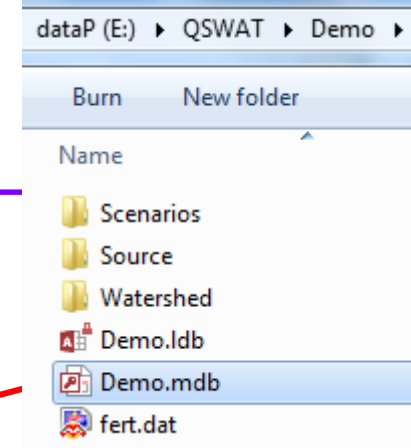 dataP (E:) ▸ QSWAT ▸ Demo ▸
Burn New folder
Name
Scenarios
Source
Watershed
Demo.ldb
Demo.mdb
fert.dat